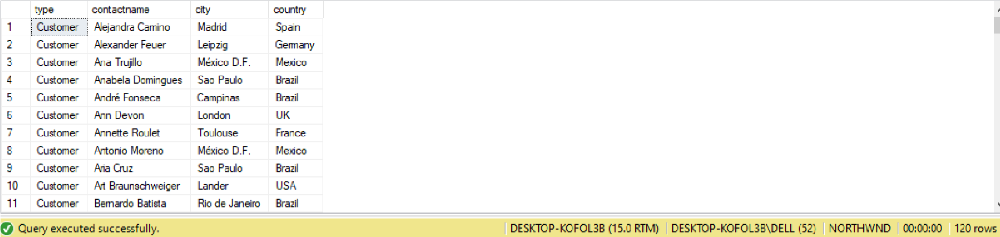 type contactname city country
1 Customer Alejandra Camino Madrid Spain
2 Customer Alexander Feuer Leipzig Germany
3 Customer Ana Trujillo México D.F. Mexico
4 Customer Anabela Domingues Sao Paulo Brazil
5 Customer André Fonseca Campinas Brazil
6 Customer Ann Devon London UK
7 Customer Annette Roulet Toulouse France
8 Customer Antonio Moreno México D.F. Mexico
9 Customer Aria Cruz Sao Paulo Brazil
10 Customer Art Braunschweiger Lander USA
11 Customer Bernardo Batista Rio de Janeiro Brazil
Query executed successfully. DESKTOP-KOFOL3B (15.0 RTM) DESKTOP-KOFOL3B\DELL (52) NORTHWND 00:00:00 120 rows